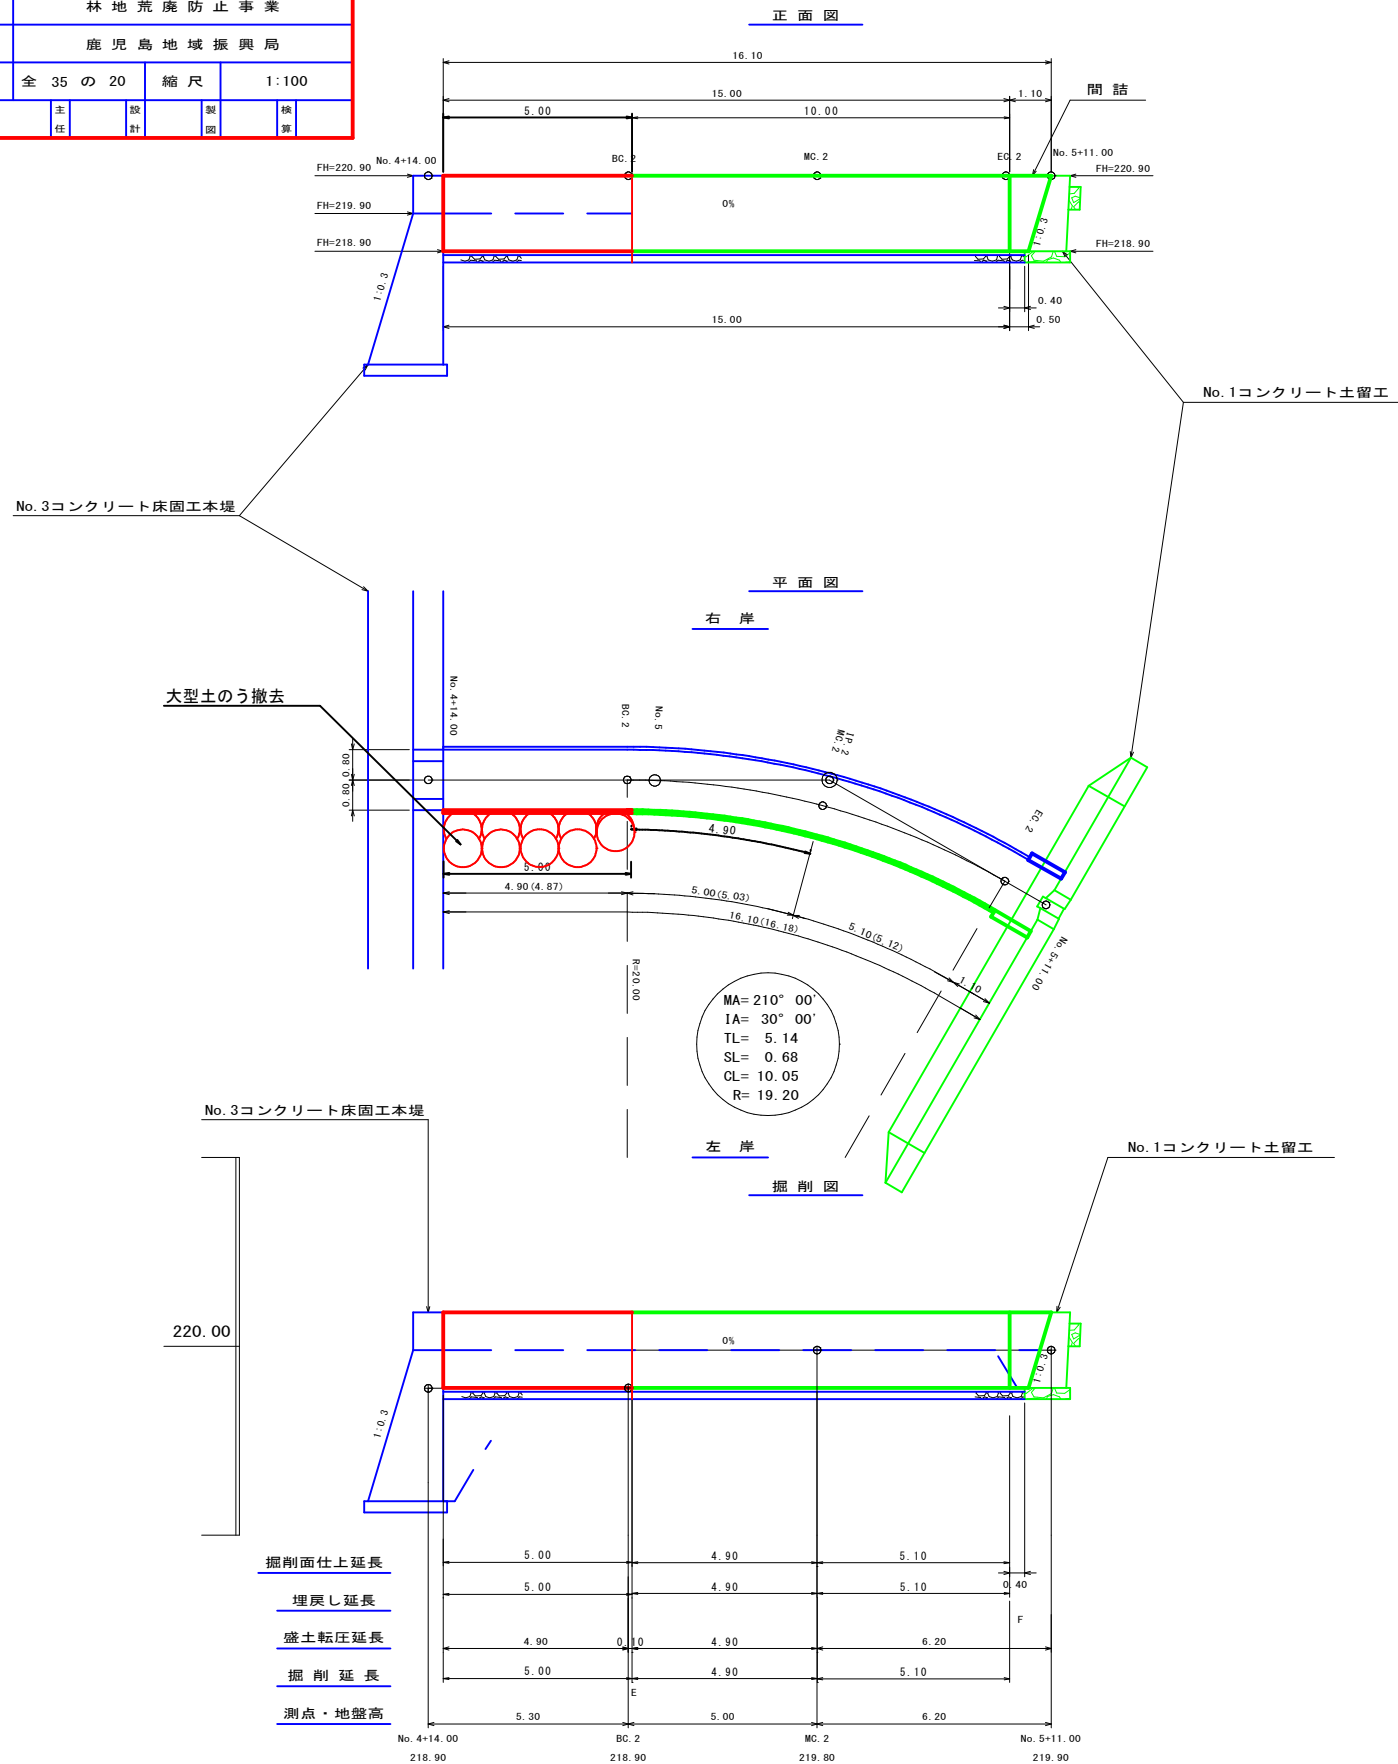 林地荒廃防止事業
鹿児島地域振興局
全 35 の 20 縮尺 1:100
主任 設計 製図 検算
正面図
16.10
15.00 1.10
間詰
5.00 10.00
No.4+14.00 BC.2 MC.2 EC.2 No.5+11.00
FH=220.90 FH=220.90
FH=219.90
0%
FH=218.90 FH=218.90
1:0.3
1:0.3
0.40
15.00 0.50
No.1コンクリート土留工
No.3コンクリート床固工本堤
平面図
右岸
大型土のう撤去
No.4+14.00
BC.2
No.5
IP.2
MC.2
0.80
0.80
EC.2
4.90
5.00
4.90(4.87)
5.00(5.03)
16.10(16.18)
5.10(5.12)
1.10
No.5+11.00
R=20.00
MA=210°00'
IA= 30°00'
TL= 5.14
SL= 0.68
CL= 10.05
R= 19.20
No.3コンクリート床固工本堤
左岸
No.1コンクリート土留工
掘削図
220.00
0%
1:0.3
1:0.3
掘削面仕上延長 5.00 4.90 5.10
0.40
埋戻し延長 5.00 4.90 5.10
F
盛土転圧延長 4.90 0.10 4.90 6.20
掘削延長 5.00 4.90 5.10
E
測点・地盤高 5.30 5.00 6.20
No.4+14.00 BC.2 MC.2 No.5+11.00
218.90 218.90 219.80 219.90